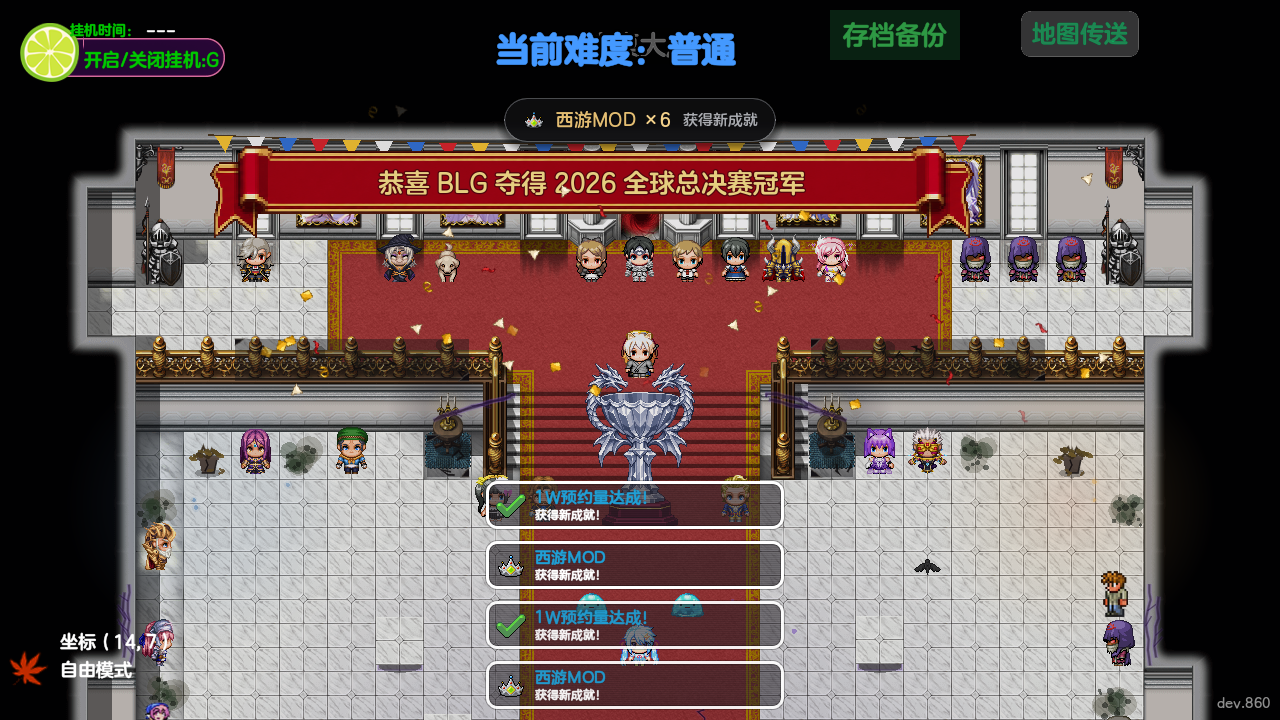 挂机时间： ---
开启/关闭挂机:G
当前难度：普通
存档备份
地图传送
西游MOD ×6 获得新成就
恭喜 BLG 夺得 2026 全球总决赛冠军
1W预约量达成!
获得新成就!
西游MOD
获得新成就!
1W预约量达成!
获得新成就!
西游MOD
获得新成就!
坐标 ( 14,7
自由模式
dev.860